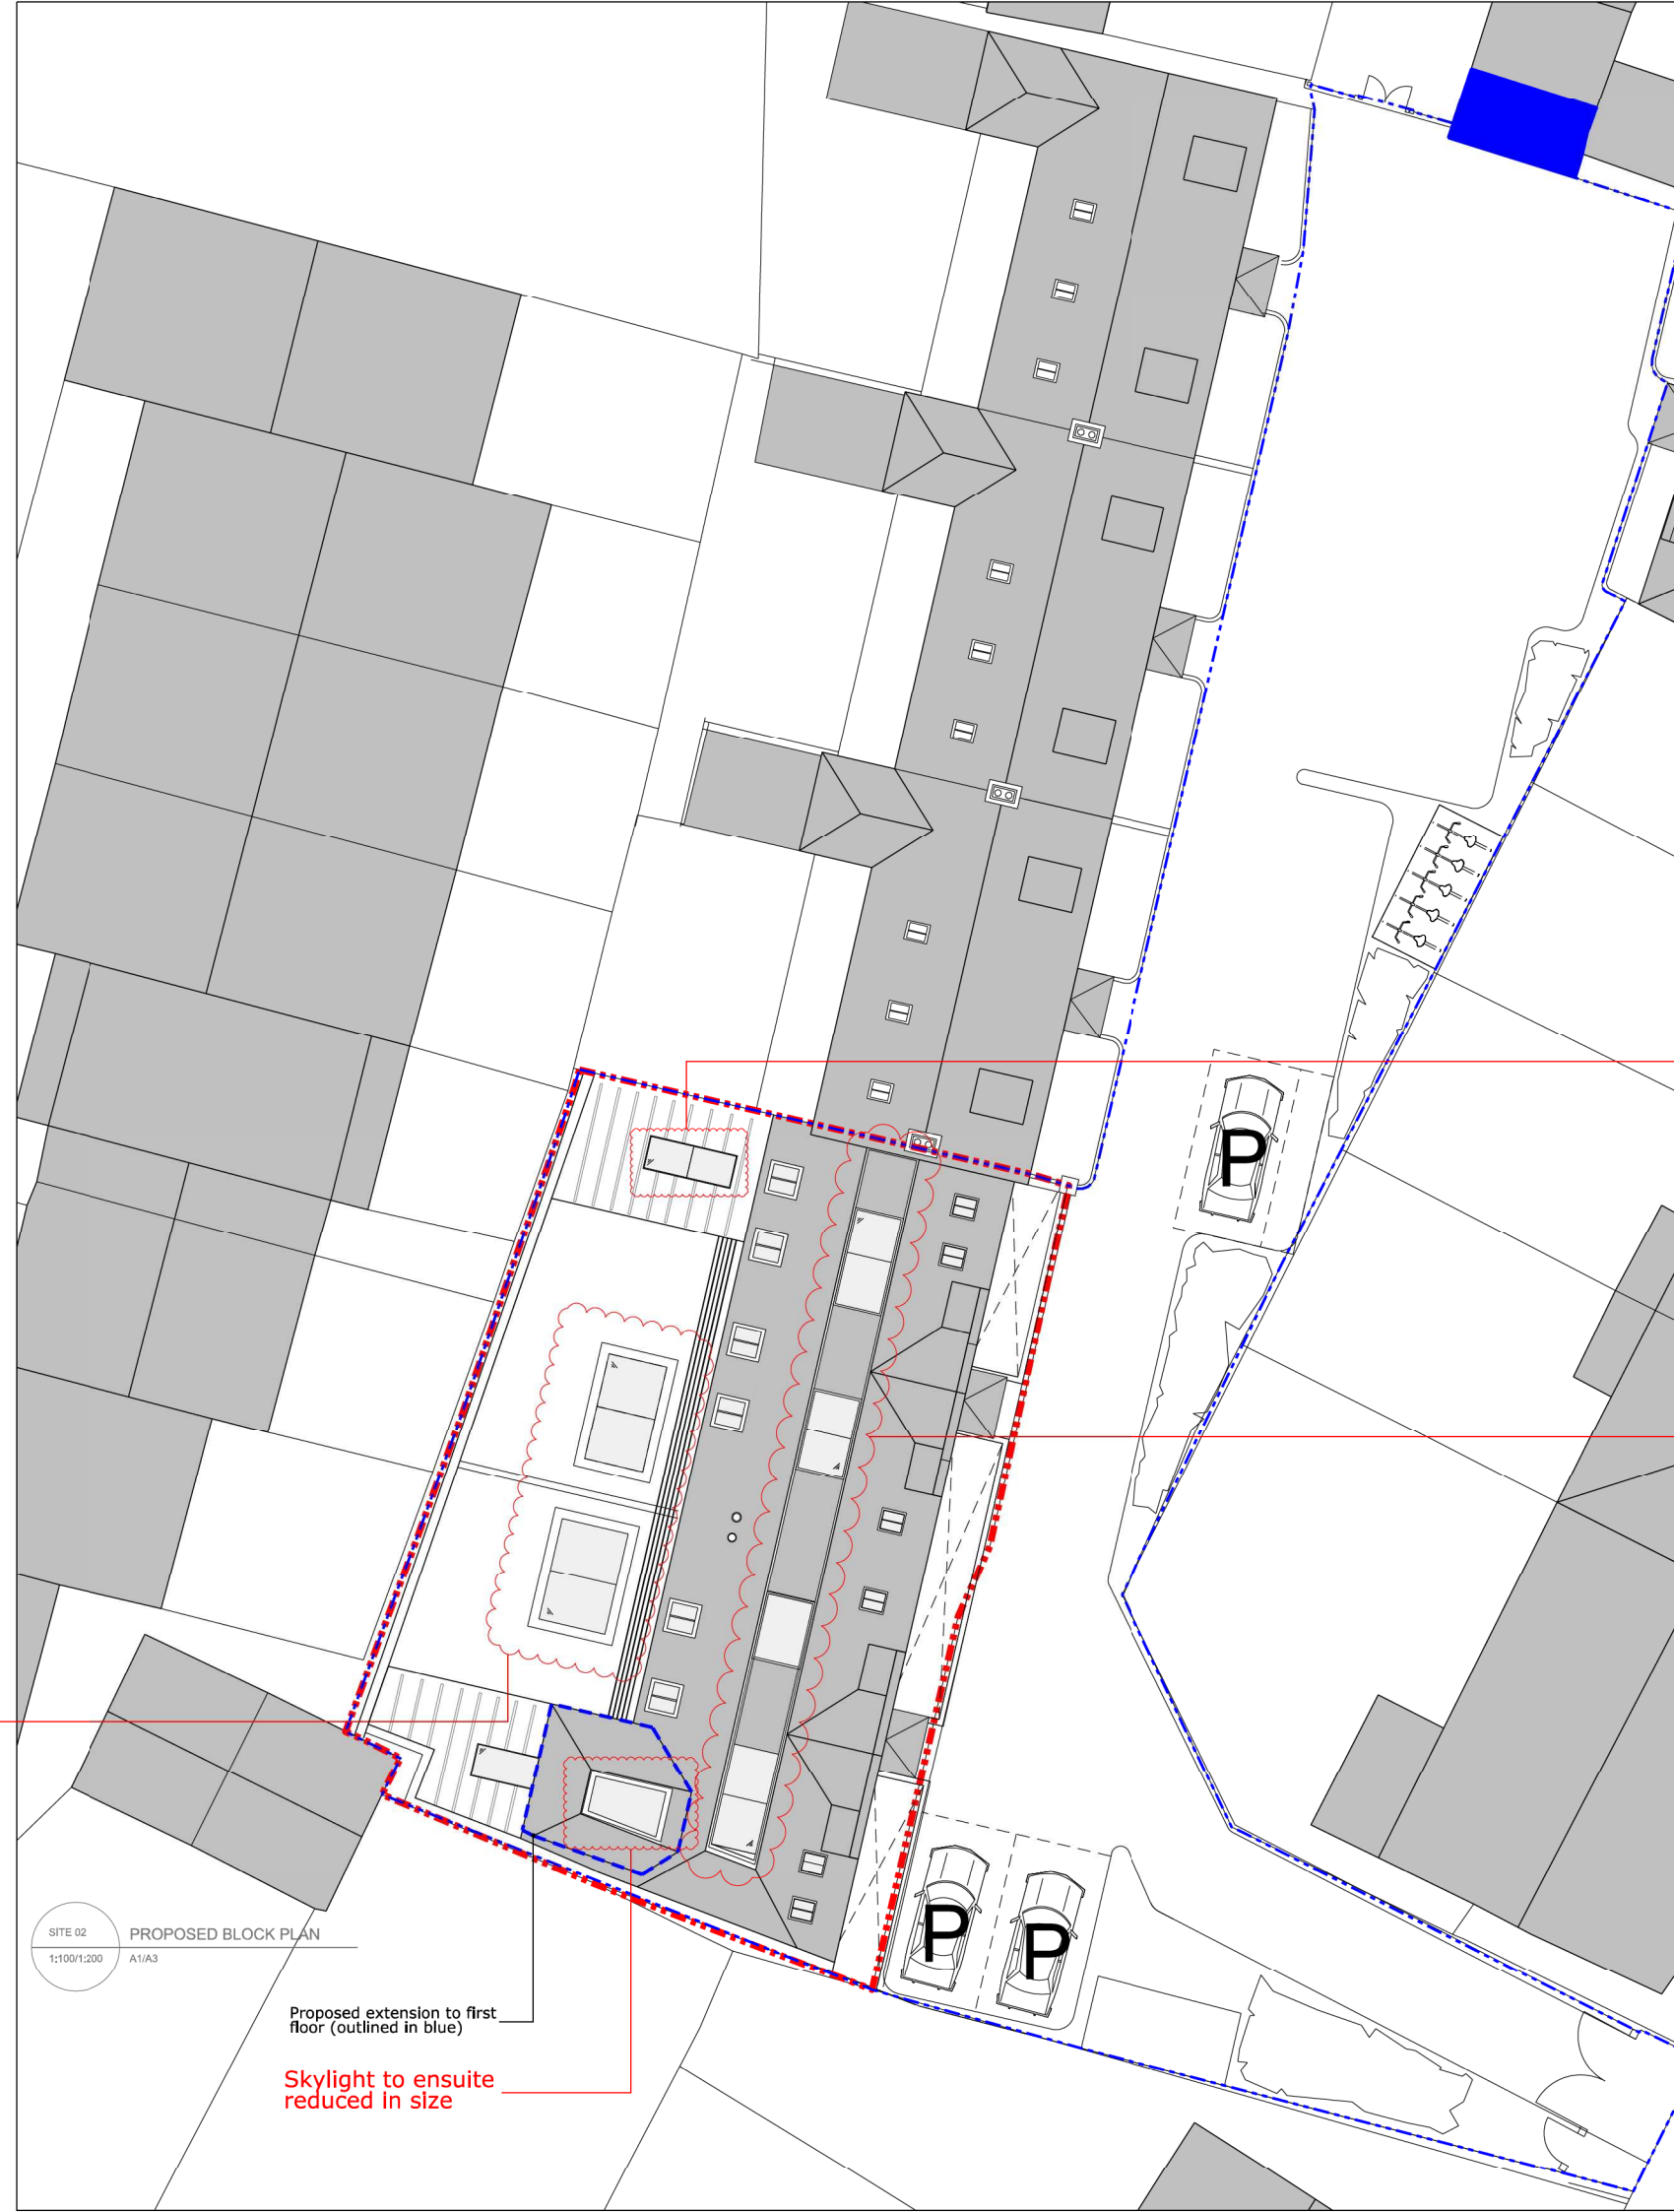 P
P
P
SITE 02
PROPOSED BLOCK PLAN
1:100/1:200
A1/A3
Proposed extension to first
floor (outlined in blue)
Skylight to ensuite
reduced in size